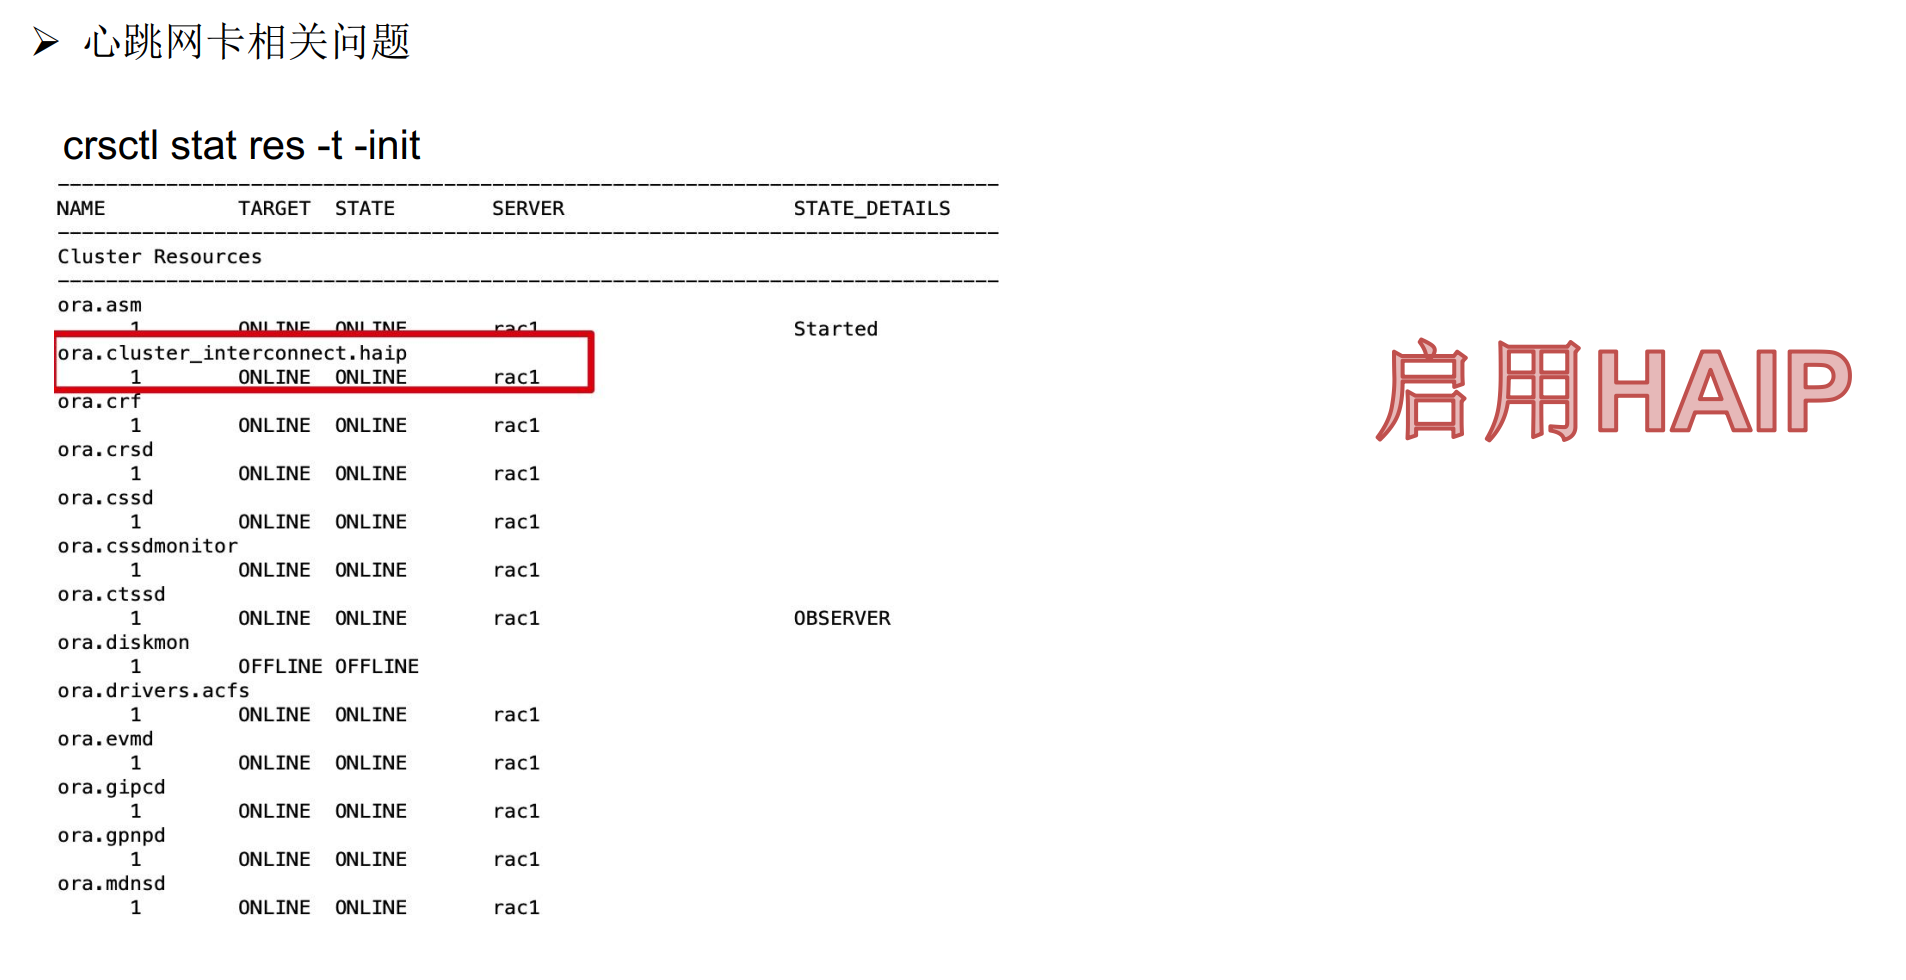 ➢ 心跳网卡相关问题
crsctl stat res -t -init
--------------------------------------------------------------------------------
NAME           TARGET  STATE        SERVER                   STATE_DETAILS
--------------------------------------------------------------------------------
Cluster Resources
--------------------------------------------------------------------------------
ora.asm
      1        ONLINE  ONLINE       rac1                     Started
ora.cluster_interconnect.haip
      1        ONLINE  ONLINE       rac1
启用HAIP
ora.crf
      1        ONLINE  ONLINE       rac1
ora.crsd
      1        ONLINE  ONLINE       rac1
ora.cssd
      1        ONLINE  ONLINE       rac1
ora.cssdmonitor
      1        ONLINE  ONLINE       rac1
ora.ctssd
      1        ONLINE  ONLINE       rac1                     OBSERVER
ora.diskmon
      1        OFFLINE OFFLINE
ora.drivers.acfs
      1        ONLINE  ONLINE       rac1
ora.evmd
      1        ONLINE  ONLINE       rac1
ora.gipcd
      1        ONLINE  ONLINE       rac1
ora.gpnpd
      1        ONLINE  ONLINE       rac1
ora.mdnsd
      1        ONLINE  ONLINE       rac1